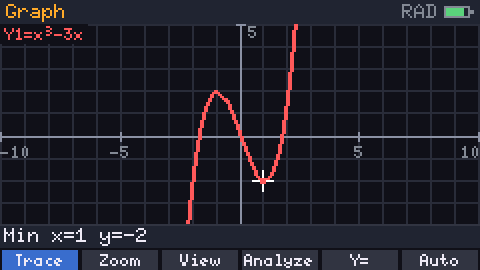 Graph RAD
Y1=x³-3x
5
-10 -5 5 10
Min x=1 y=-2
Trace Zoom View Analyze Y= Auto